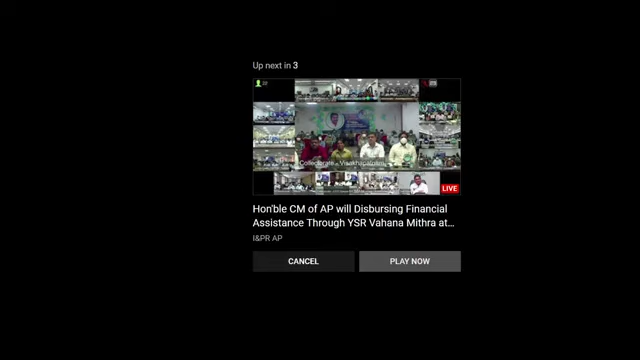 Up next in 3
Collectorate - Visakhapatnam
LIVE
Hon'ble CM of AP will Disbursing Financial
Assistance Through YSR Vahana Mithra at...
I&PR AP
CANCEL
PLAY NOW